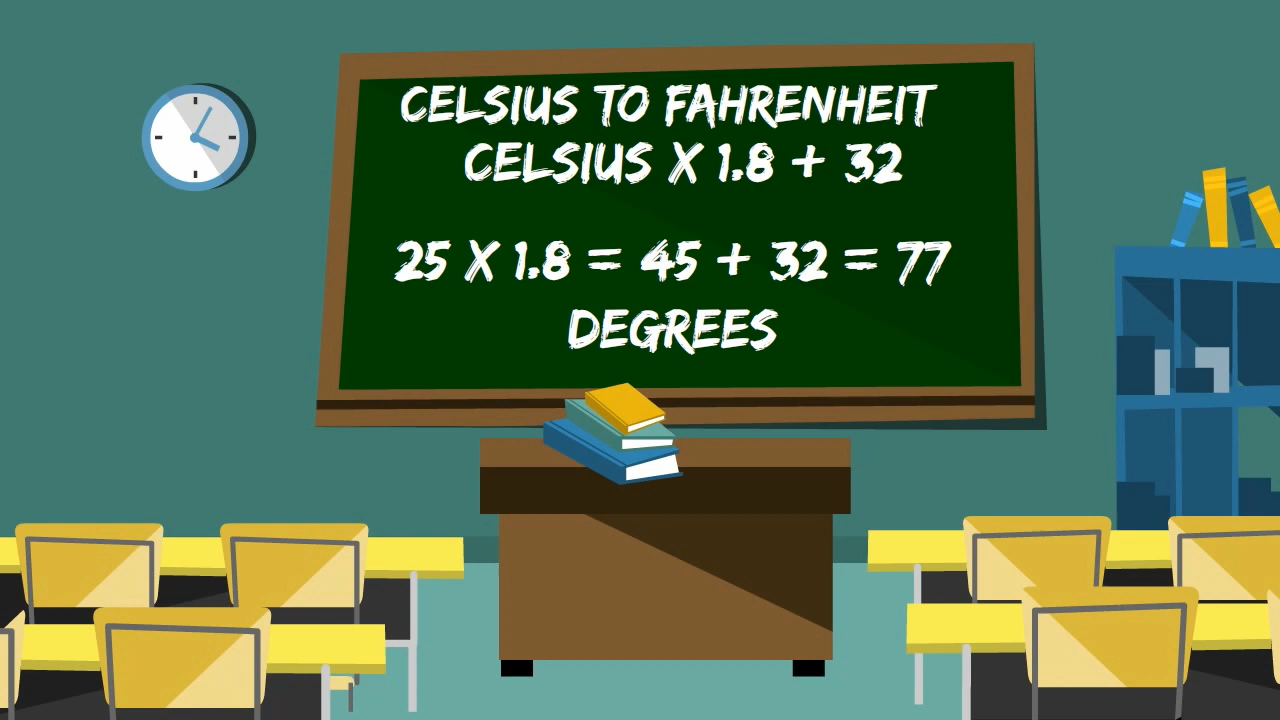 CELSIUS TO FAHRENHEIT
CELSIUS X 1.8 + 32
25 X 1.8 = 45 + 32 = 77
DEGREES